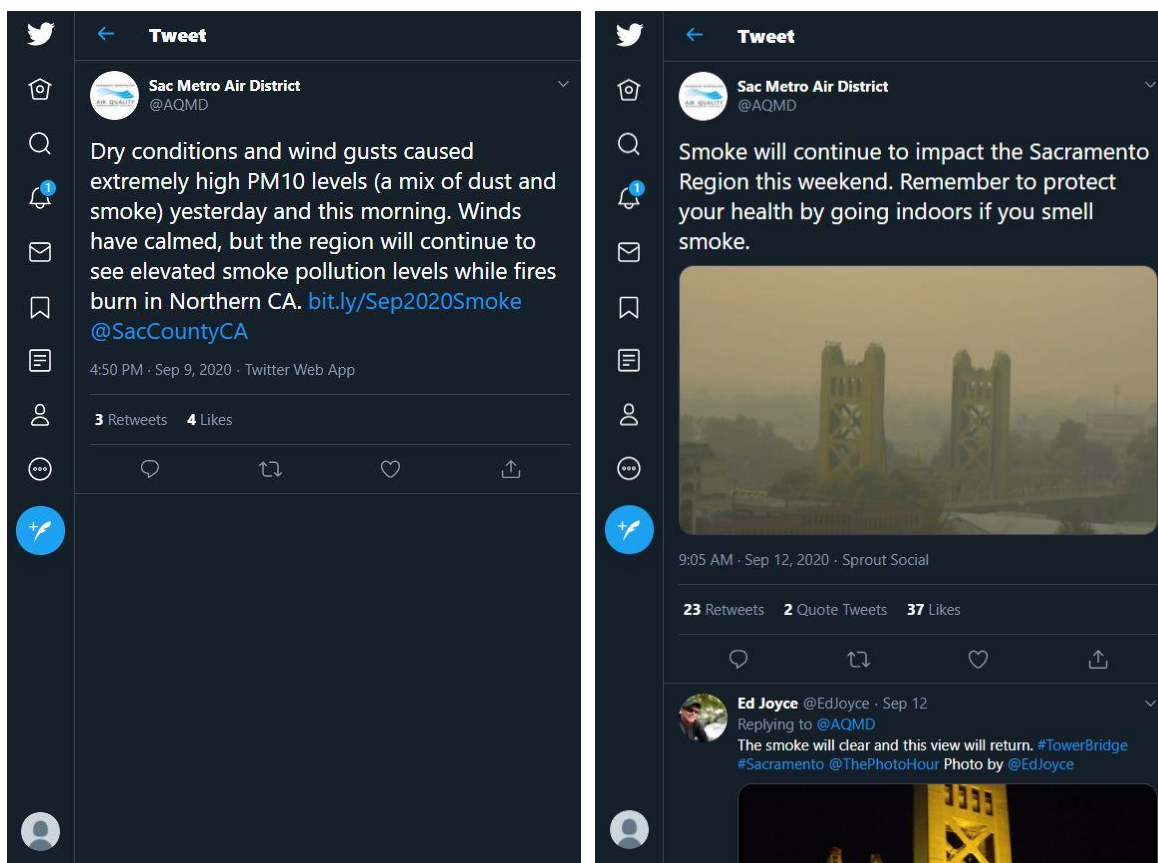 Tweet
Sac Metro Air District
@AQMD
Dry conditions and wind gusts caused
extremely high PM10 levels (a mix of dust and
smoke) yesterday and this morning. Winds
have calmed, but the region will continue to
see elevated smoke pollution levels while fires
burn in Northern CA. bit.ly/Sep2020Smoke
@SacCountyCA
4:50 PM · Sep 9, 2020 · Twitter Web App
3 Retweets 4 Likes
1
AIR QUALITY
Tweet
Sac Metro Air District
@AQMD
Smoke will continue to impact the Sacramento
Region this weekend. Remember to protect
your health by going indoors if you smell
smoke.
9:05 AM · Sep 12, 2020 · Sprout Social
23 Retweets 2 Quote Tweets 37 Likes
1
AIR QUALITY
Ed Joyce @EdJoyce · Sep 12
Replying to @AQMD
The smoke will clear and this view will return. #TowerBridge
#Sacramento @ThePhotoHour Photo by @EdJoyce